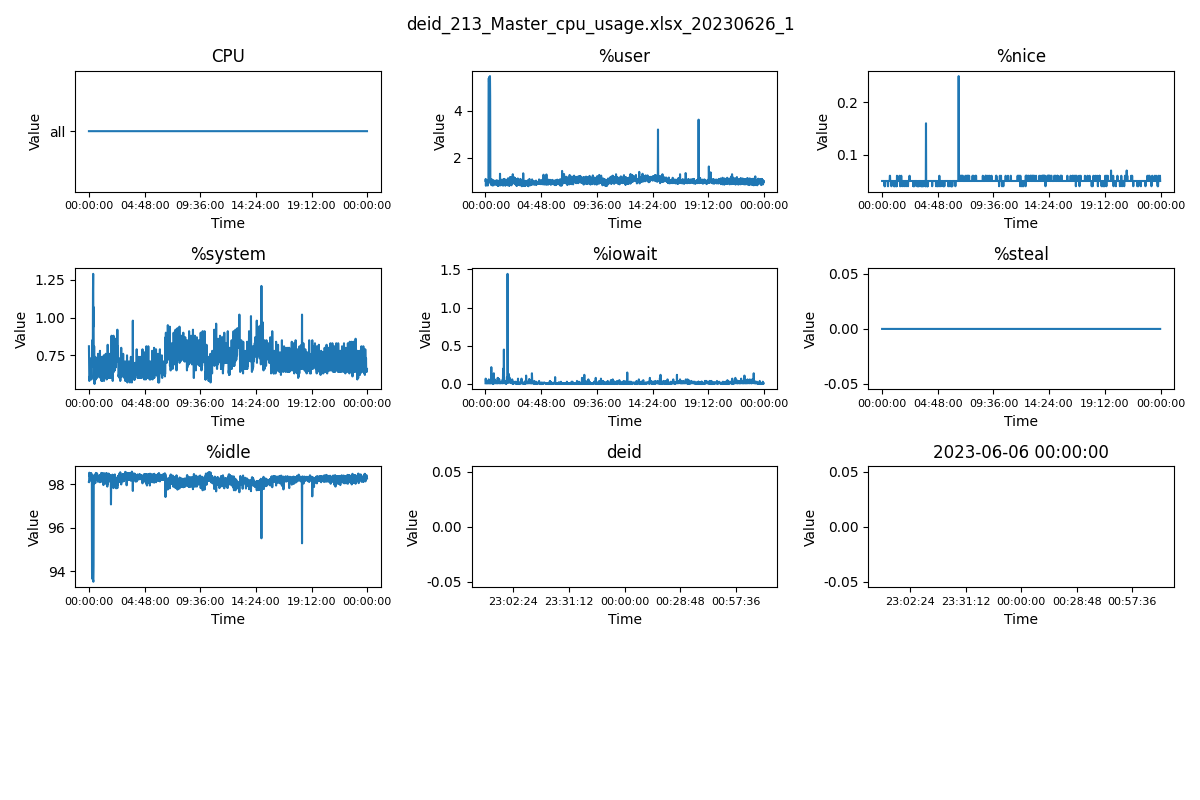 deid_213_Master_cpu_usage.xlsx_20230626_1
CPU
Value
all
00:00:00 04:48:00 09:36:00 14:24:00 19:12:00 00:00:00
Time
%user
Value
4
2
00:00:00 04:48:00 09:36:00 14:24:00 19:12:00 00:00:00
Time
%nice
Value
0.2
0.1
00:00:00 04:48:00 09:36:00 14:24:00 19:12:00 00:00:00
Time
%system
Value
1.25
1.00
0.75
00:00:00 04:48:00 09:36:00 14:24:00 19:12:00 00:00:00
Time
%iowait
Value
1.5
1.0
0.5
0.0
00:00:00 04:48:00 09:36:00 14:24:00 19:12:00 00:00:00
Time
%steal
Value
0.05
0.00
-0.05
00:00:00 04:48:00 09:36:00 14:24:00 19:12:00 00:00:00
Time
%idle
Value
98
96
94
00:00:00 04:48:00 09:36:00 14:24:00 19:12:00 00:00:00
Time
deid
Value
0.05
0.00
-0.05
23:02:24 23:31:12 00:00:00 00:28:48 00:57:36
Time
2023-06-06 00:00:00
Value
0.05
0.00
-0.05
23:02:24 23:31:12 00:00:00 00:28:48 00:57:36
Time